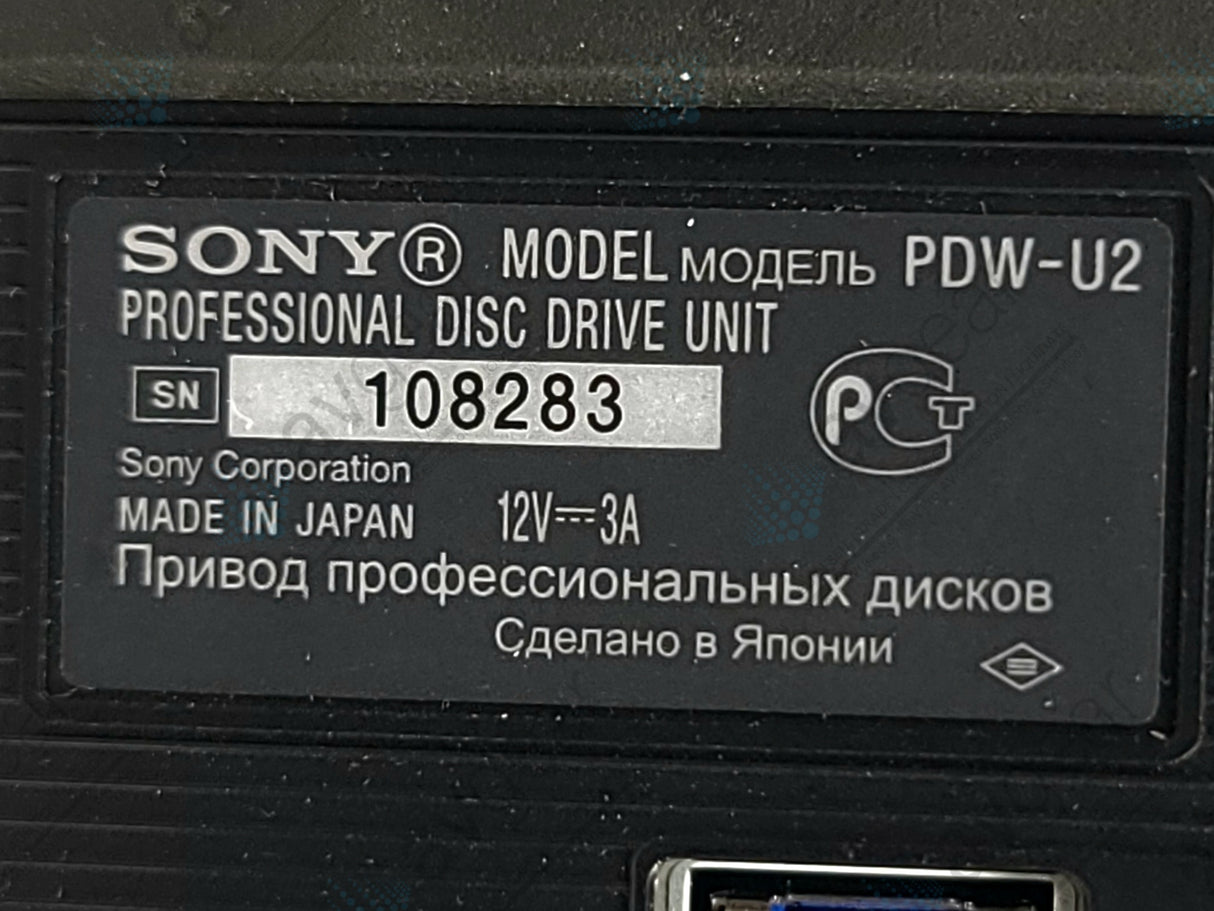 SONY® MODEL МОДЕЛЬ PDW-U2
PROFESSIONAL DISC DRIVE UNIT
SN 108283
РСТ
Sony Corporation
MADE IN JAPAN 12V⎓3A
Привод профессиональных дисков
Сделано в Японии